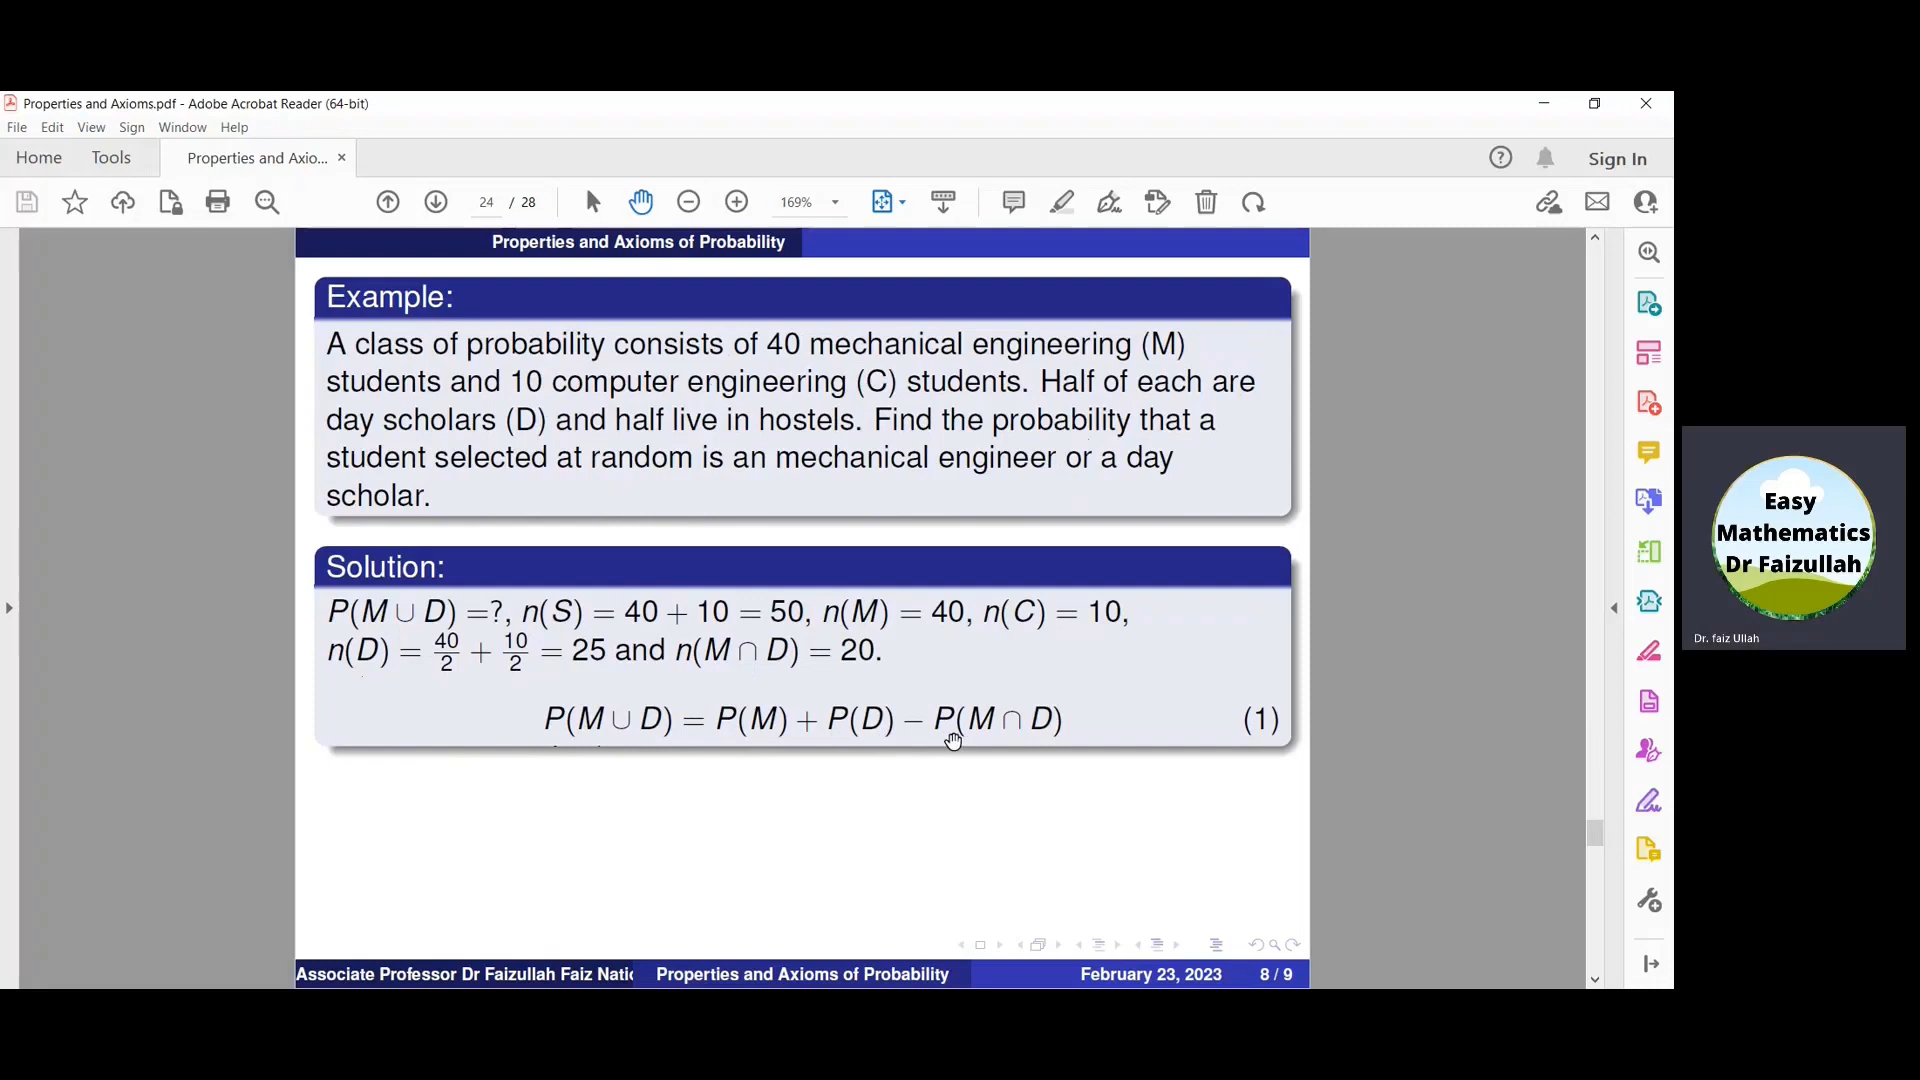 Properties and Axioms.pdf - Adobe Acrobat Reader (64-bit)
File Edit View Sign Window Help
Home Tools Properties and Axio... × Sign In
24 / 28 169%
Properties and Axioms of Probability
Example:
A class of probability consists of 40 mechanical engineering (M)
students and 10 computer engineering (C) students. Half of each are
day scholars (D) and half live in hostels. Find the probability that a
student selected at random is an mechanical engineer or a day
scholar.
Solution:
P(M ∪ D) =?, n(S) = 40 + 10 = 50, n(M) = 40, n(C) = 10,
n(D) = 40/2 + 10/2 = 25 and n(M ∩ D) = 20.
P(M ∪ D) = P(M) + P(D) − P(M ∩ D) (1)
Associate Professor Dr Faizullah Faiz Natio Properties and Axioms of Probability February 23, 2023 8 / 9
Easy
Mathematics
Dr Faizullah
Dr. faiz Ullah